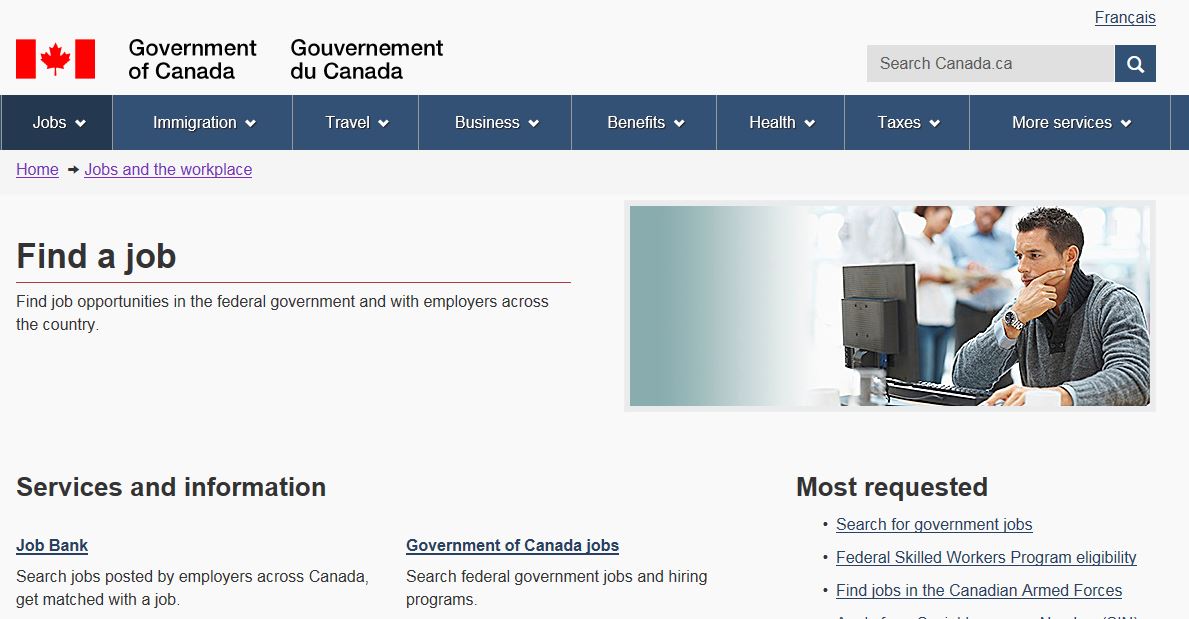 Français
Government of Canada
Gouvernement du Canada
Search Canada.ca
Jobs Immigration Travel Business Benefits Health Taxes More services
Home Jobs and the workplace
Find a job
Find job opportunities in the federal government and with employers across
the country.
Services and information
Job Bank
Search jobs posted by employers across Canada,
get matched with a job.
Government of Canada jobs
Search federal government jobs and hiring
programs.
Most requested
• Search for government jobs
• Federal Skilled Workers Program eligibility
• Find jobs in the Canadian Armed Forces